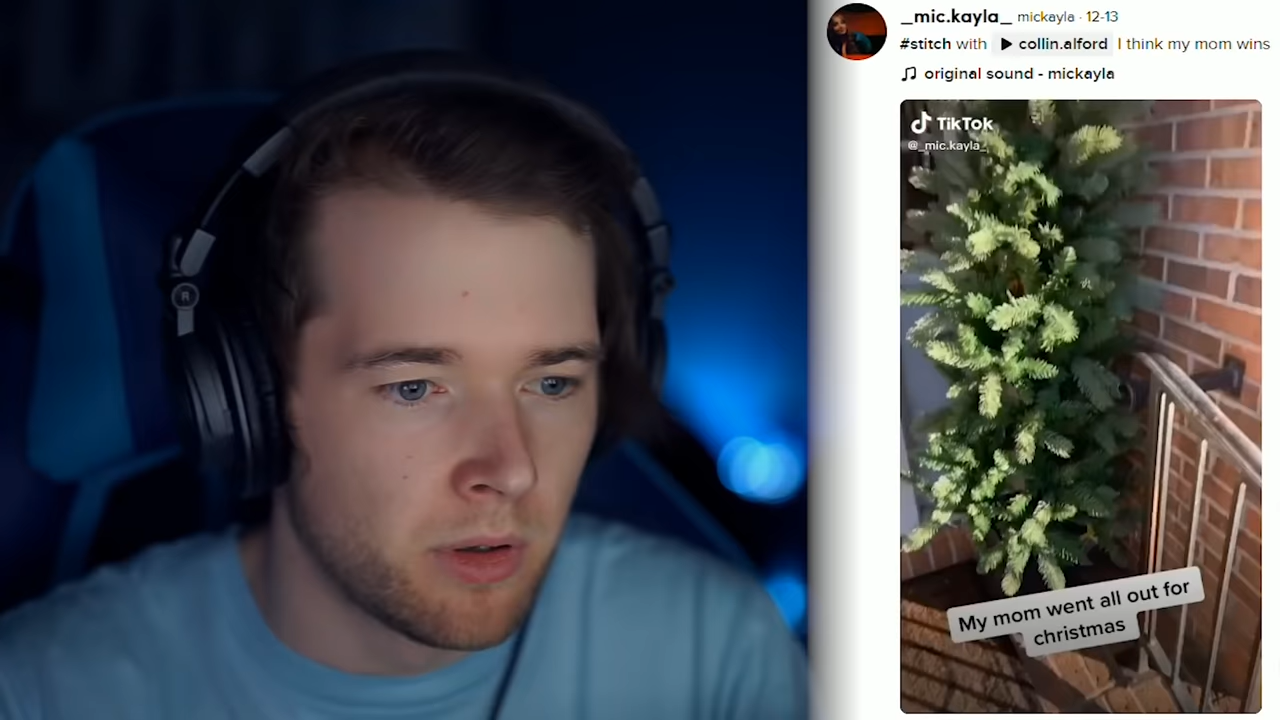 _mic.kayla_ mickayla · 12-13
#stitch with ▶ collin.alford I think my mom wins
original sound - mickayla
TikTok
@_mic.kayla_
R
My mom went all out for
christmas